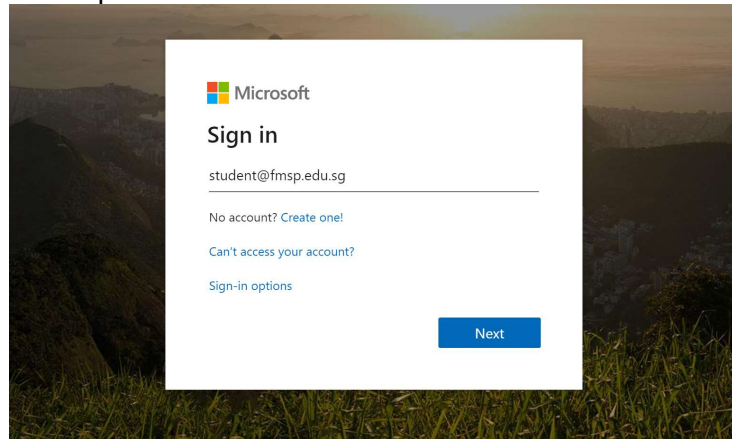 Microsoft
Sign in
student@fmsp.edu.sg
No account? Create one!
Can't access your account?
Sign-in options
Next